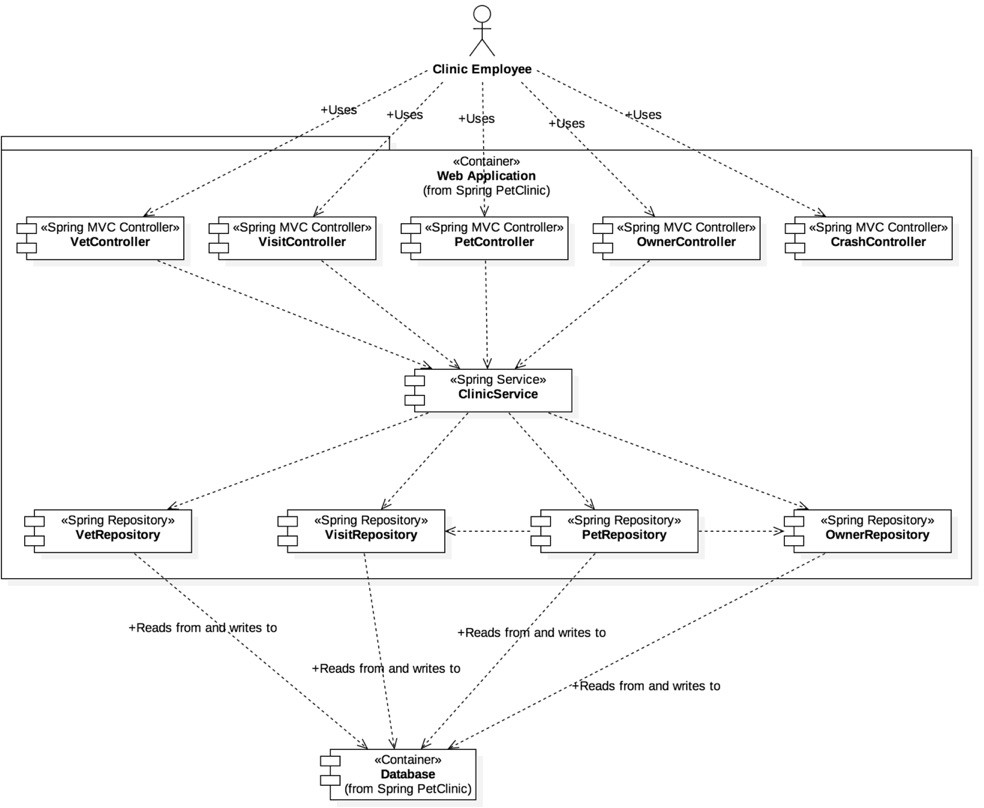 Clinic Employee
+Uses
+Uses
+Uses
+Uses
+Uses
«Container»
Web Application
(from Spring PetClinic)
«Spring MVC Controller»
VetController
«Spring MVC Controller»
VisitController
«Spring MVC Controller»
PetController
«Spring MVC Controller»
OwnerController
«Spring MVC Controller»
CrashController
«Spring Service»
ClinicService
«Spring Repository»
VetRepository
«Spring Repository»
VisitRepository
«Spring Repository»
PetRepository
«Spring Repository»
OwnerRepository
+Reads from and writes to
+Reads from and writes to
+Reads from and writes to
+Reads from and writes to
«Container»
Database
(from Spring PetClinic)